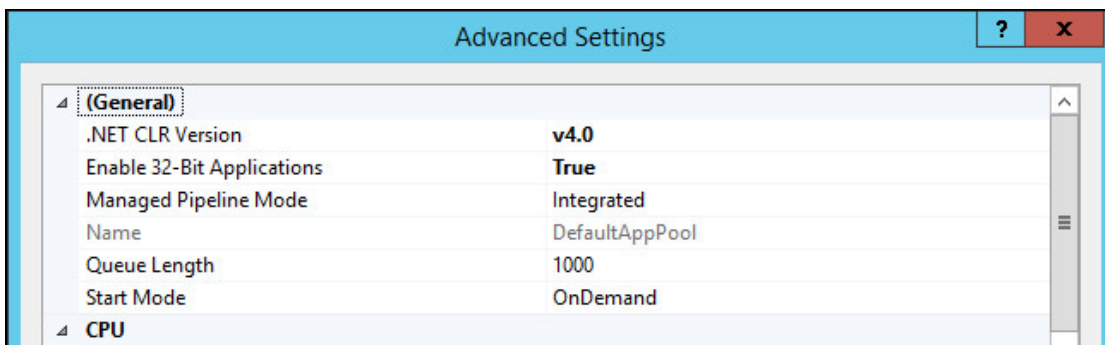 Advanced Settings
?
x
(General)
.NET CLR Version v4.0
Enable 32-Bit Applications True
Managed Pipeline Mode Integrated
Name DefaultAppPool
Queue Length 1000
Start Mode OnDemand
CPU